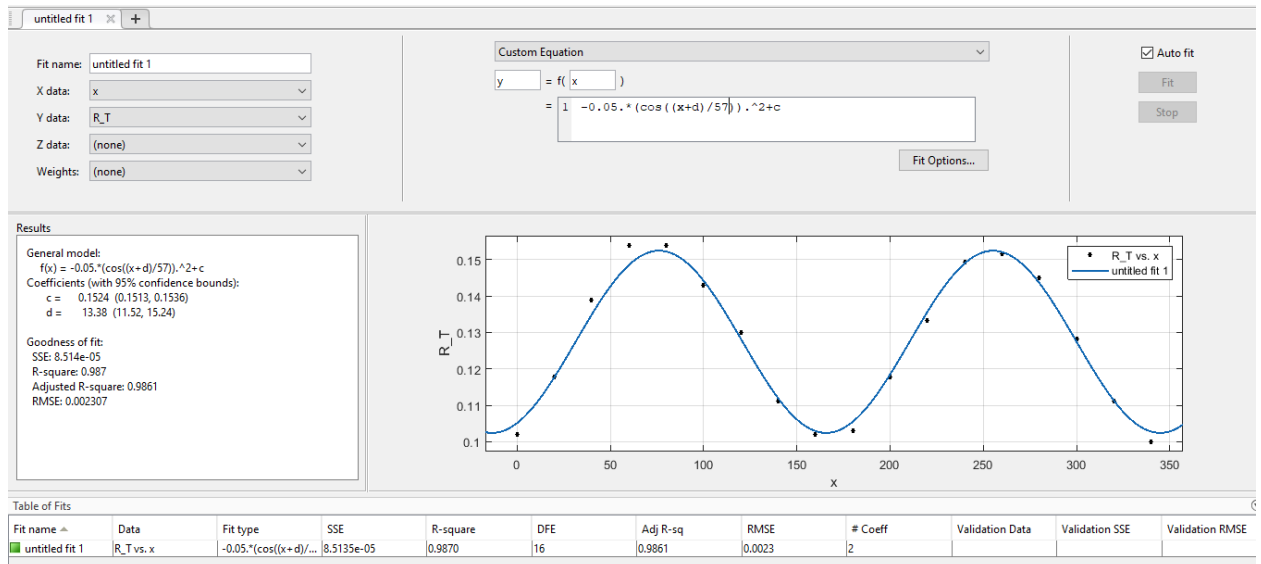 untitled fit 1
Fit name: untitled fit 1
X data: x
Y data: R_T
Z data: (none)
Weights: (none)
Custom Equation
y = f( x )
= 1 -0.05.*(cos((x+d)/57)).^2+c
Fit Options...
Auto fit
Fit
Stop
Results
General model:
f(x) = -0.05.*(cos((x+d)/57)).^2+c
Coefficients (with 95% confidence bounds):
c = 0.1524 (0.1513, 0.1536)
d = 13.38 (11.52, 15.24)
Goodness of fit:
SSE: 8.514e-05
R-square: 0.987
Adjusted R-square: 0.9861
RMSE: 0.002307
R_T vs. x
untitled fit 1
0.15
0.14
0.13
0.12
0.11
0.1
R_T
0 50 100 150 200 250 300 350
x
Table of Fits
Fit name Data Fit type SSE R-square DFE Adj R-sq RMSE # Coeff Validation Data Validation SSE Validation RMSE
untitled fit 1 R_T vs. x -0.05.*(cos((x+d)/... 8.5135e-05 0.9870 16 0.9861 0.0023 2